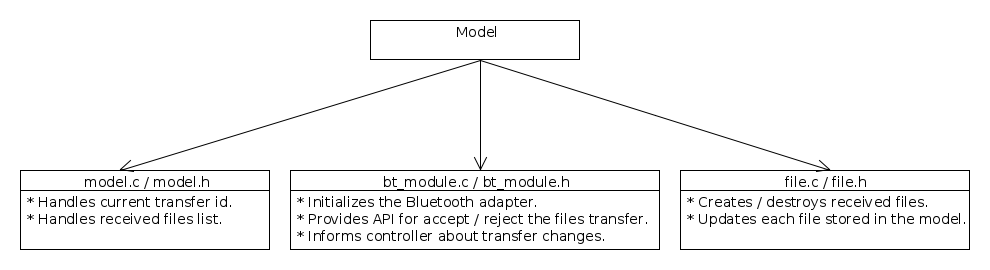 Model
model.c / model.h
* Handles current transfer id.
* Handles received files list.
bt_module.c / bt_module.h
* Initializes the Bluetooth adapter.
* Provides API for accept / reject the files transfer.
* Informs controller about transfer changes.
file.c / file.h
* Creates / destroys received files.
* Updates each file stored in the model.